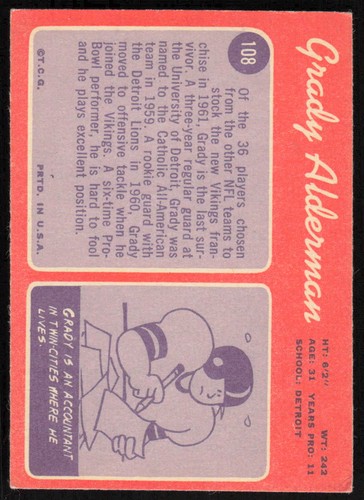 Grady Alderman
HT: 6/2" WT: 242
AGE: 31 YEARS PRO: 11
SCHOOL: DETROIT
108
Of the 36 players chosen
from the other NFL teams to
stock the new Vikings fran-
chise in 1961 Grady is the last sur-
vivor. A three-year regular guard at
the University of Detroit, Grady was
named to the Catholic All-American
team in 1959. A rookie guard with
the Detroit Lions in 1960, Grady
moved to offensive tackle when he
joined the Vikings. A six-time Pro-
Bowl performer, he is hard to fool
and he plays excellent position.
©T.C.G. PRTD. IN U.S.A.
GRADY IS AN ACCOUNTANT
IN TWIN-CITIES WHERE HE
LIVES.